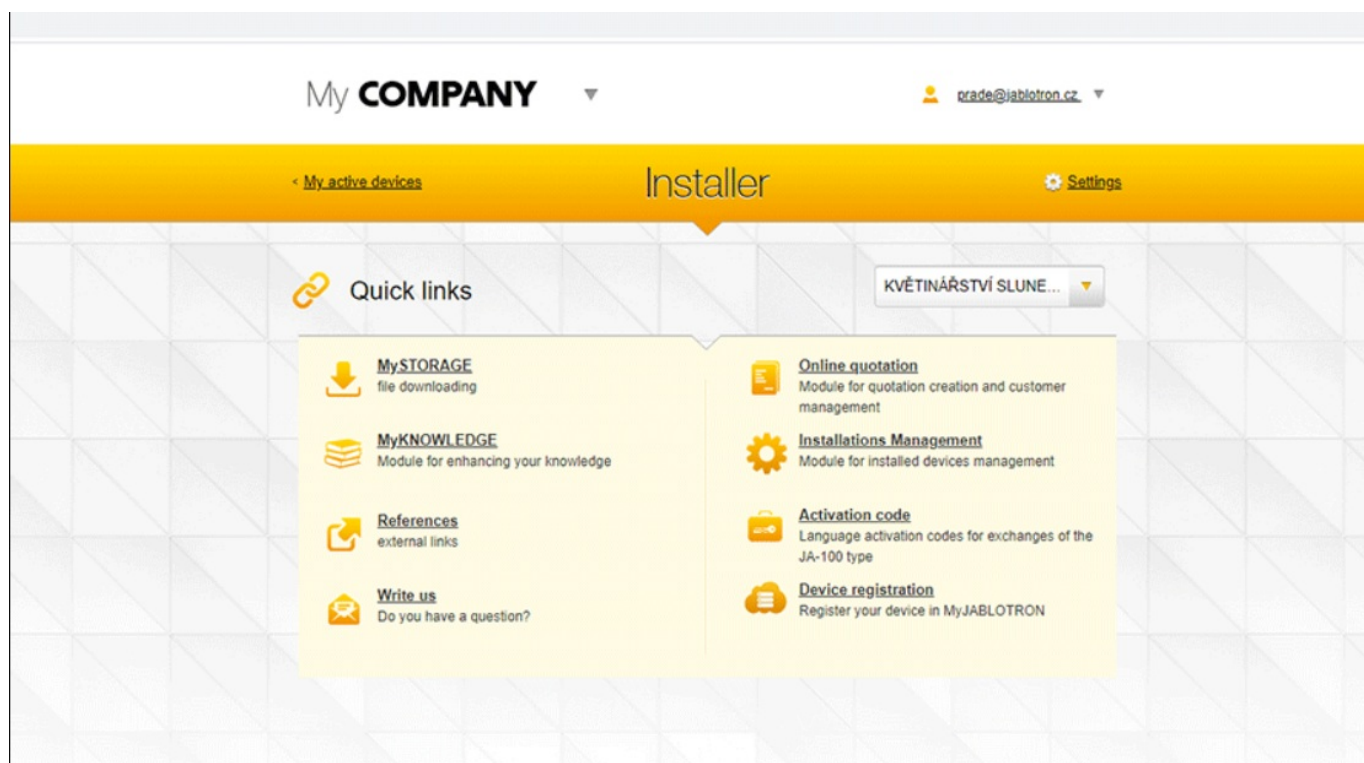 My COMPANY
prade@jablotron.cz
< My active devices
Installer
Settings
Quick links
KVĚTINÁŘSTVÍ SLUNE...
MySTORAGE
file downloading
MyKNOWLEDGE
Module for enhancing your knowledge
References
external links
Write us
Do you have a question?
Online quotation
Module for quotation creation and customer
management
Installations Management
Module for installed devices management
Activation code
Language activation codes for exchanges of the
JA-100 type
Device registration
Register your device in MyJABLOTRON